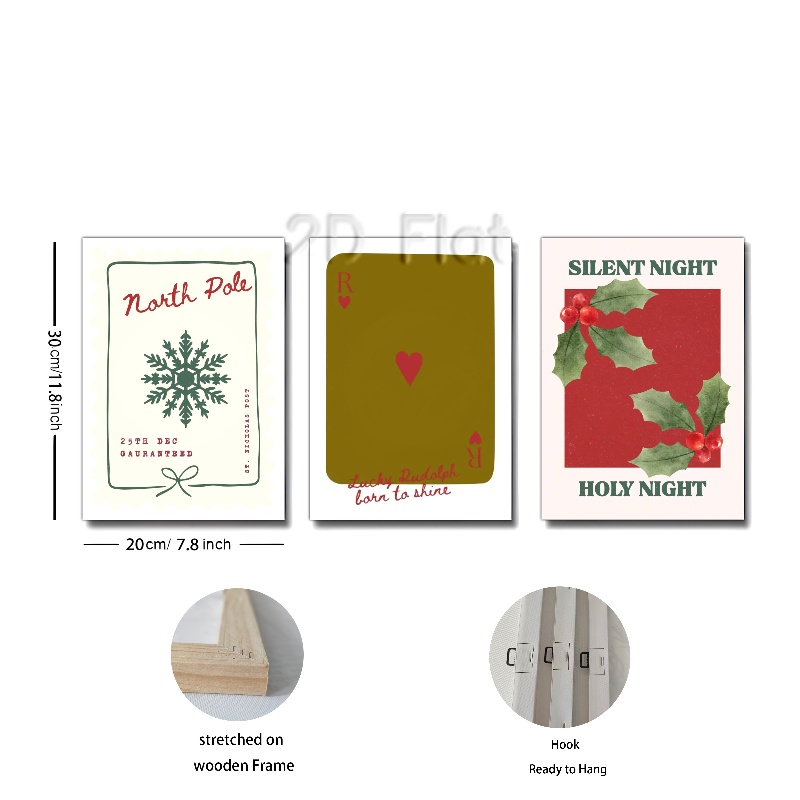 2D Flat
North Pole
25TH DEC
GAURANTEED
ST. NICHOLAS POST
R
R
Lucky Rudolph
born to shine
SILENT NIGHT
HOLY NIGHT
30cm/11.8inch
20cm/ 7.8 inch
stretched on
wooden Frame
Hook
Ready to Hang